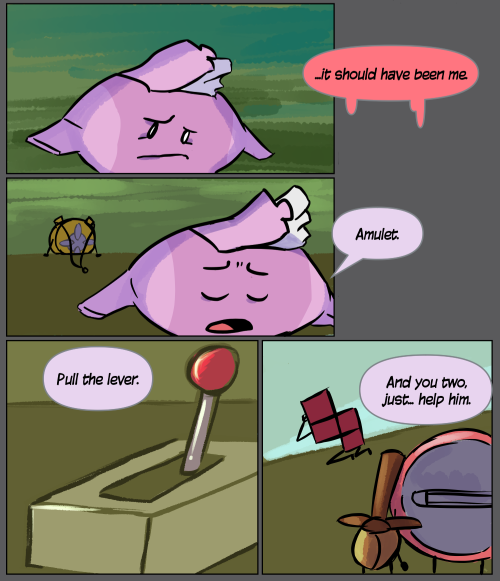 ...it should have been me.
Amulet.
Pull the lever.
And you two,
just... help him.